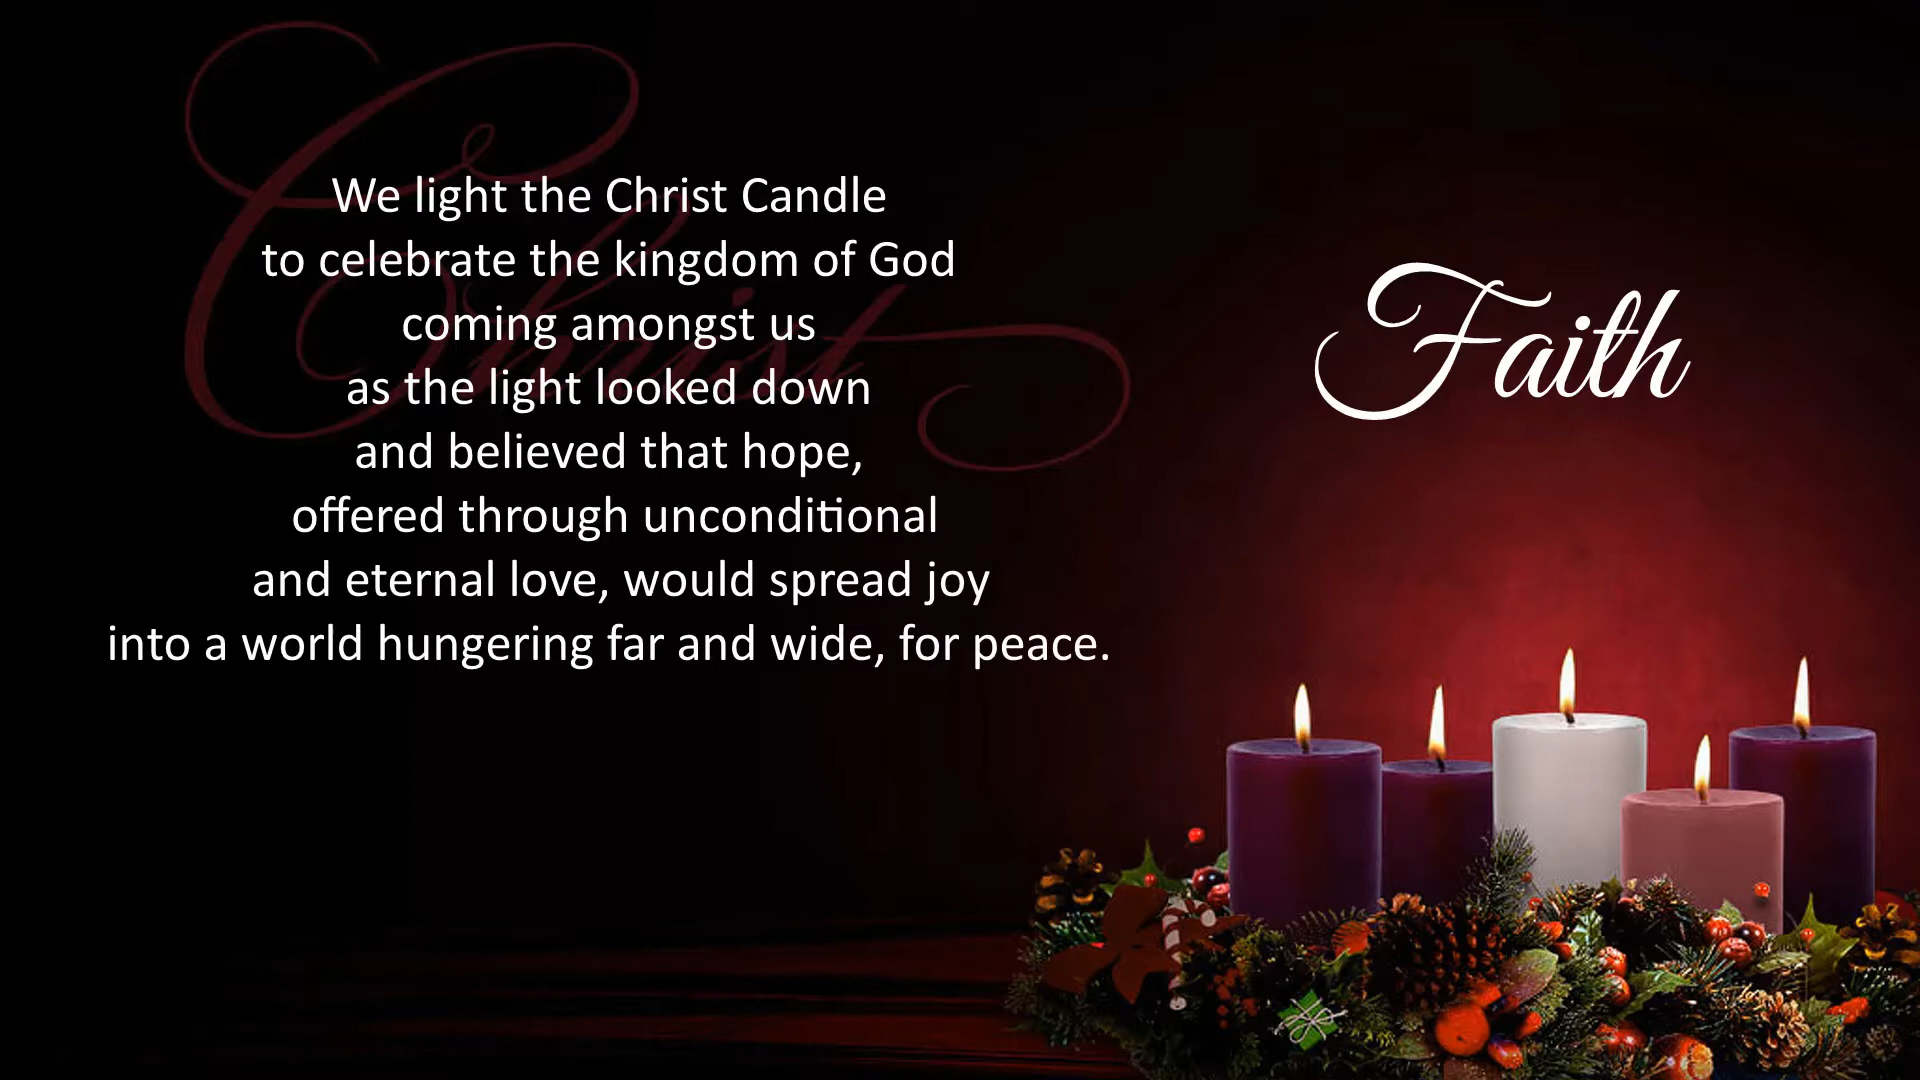 Christ
We light the Christ Candle
to celebrate the kingdom of God
coming amongst us
as the light looked down
and believed that hope,
offered through unconditional
and eternal love, would spread joy
into a world hungering far and wide, for peace.
Faith